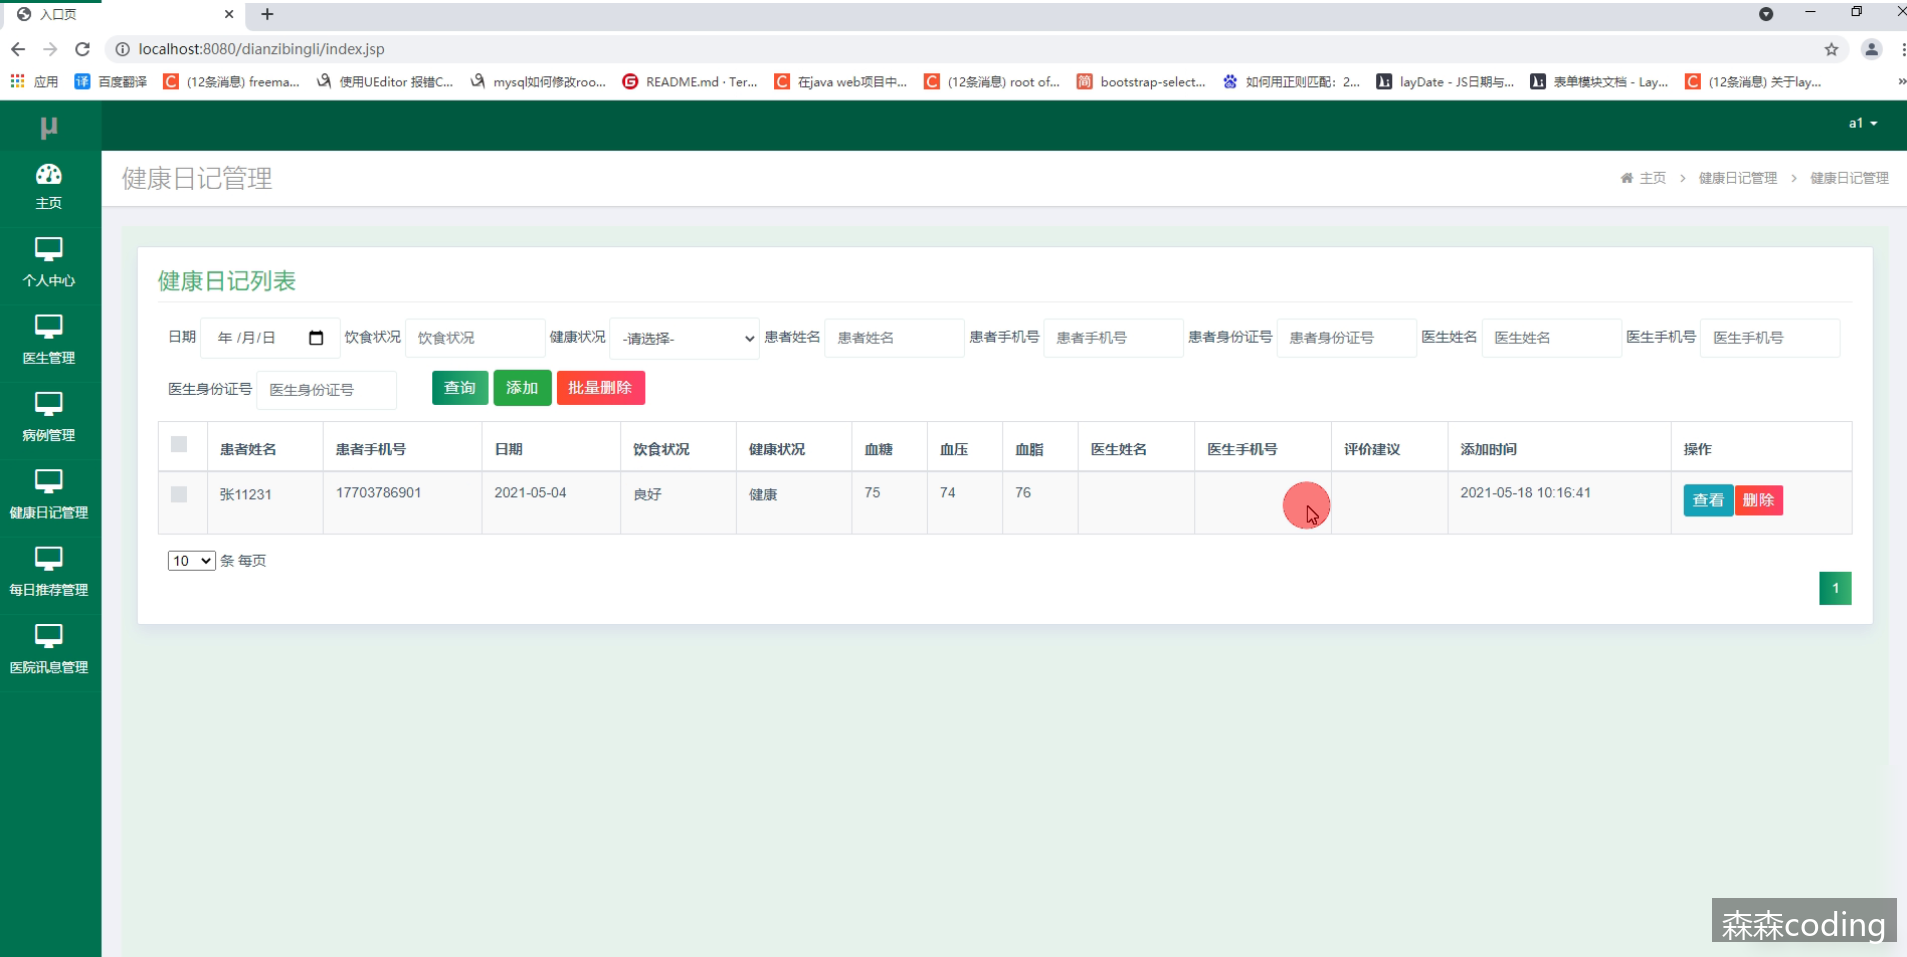 入口页
localhost:8080/dianzibingli/index.jsp
应用 百度翻译 (12条消息) freema... 使用UEditor 报错C... mysql如何修改roo... README.md · Ter... 在java web项目中... (12条消息) root of... bootstrap-select... 如何用正则匹配：2... layDate - JS日期与... 表单模块文档 - Lay... (12条消息) 关于lay... »
μ
a1
主页
个人中心
医生管理
病例管理
健康日记管理
每日推荐管理
医院讯息管理
健康日记管理
主页 > 健康日记管理 > 健康日记管理
健康日记列表
日期 年 /月/日 饮食状况 饮食状况 健康状况 -请选择- 患者姓名 患者姓名 患者手机号 患者手机号 患者身份证号 患者身份证号 医生姓名 医生姓名 医生手机号 医生手机号
医生身份证号 医生身份证号 查询 添加 批量删除
患者姓名 患者手机号 日期 饮食状况 健康状况 血糖 血压 血脂 医生姓名 医生手机号 评价建议 添加时间 操作
张11231 17703786901 2021-05-04 良好 健康 75 74 76 2021-05-18 10:16:41 查看 删除
10 条 每页
1
森森coding